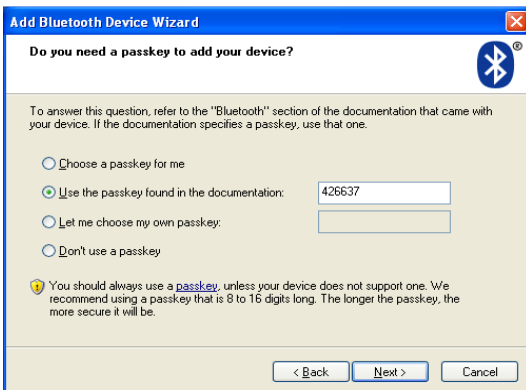 Add Bluetooth Device Wizard
Do you need a passkey to add your device?
®
To answer this question, refer to the "Bluetooth" section of the documentation that came with
your device. If the documentation specifies a passkey, use that one.
Choose a passkey for me
Use the passkey found in the documentation: 426637
Let me choose my own passkey:
Don't use a passkey
You should always use a passkey, unless your device does not support one. We
recommend using a passkey that is 8 to 16 digits long. The longer the passkey, the
more secure it will be.
< Back Next > Cancel